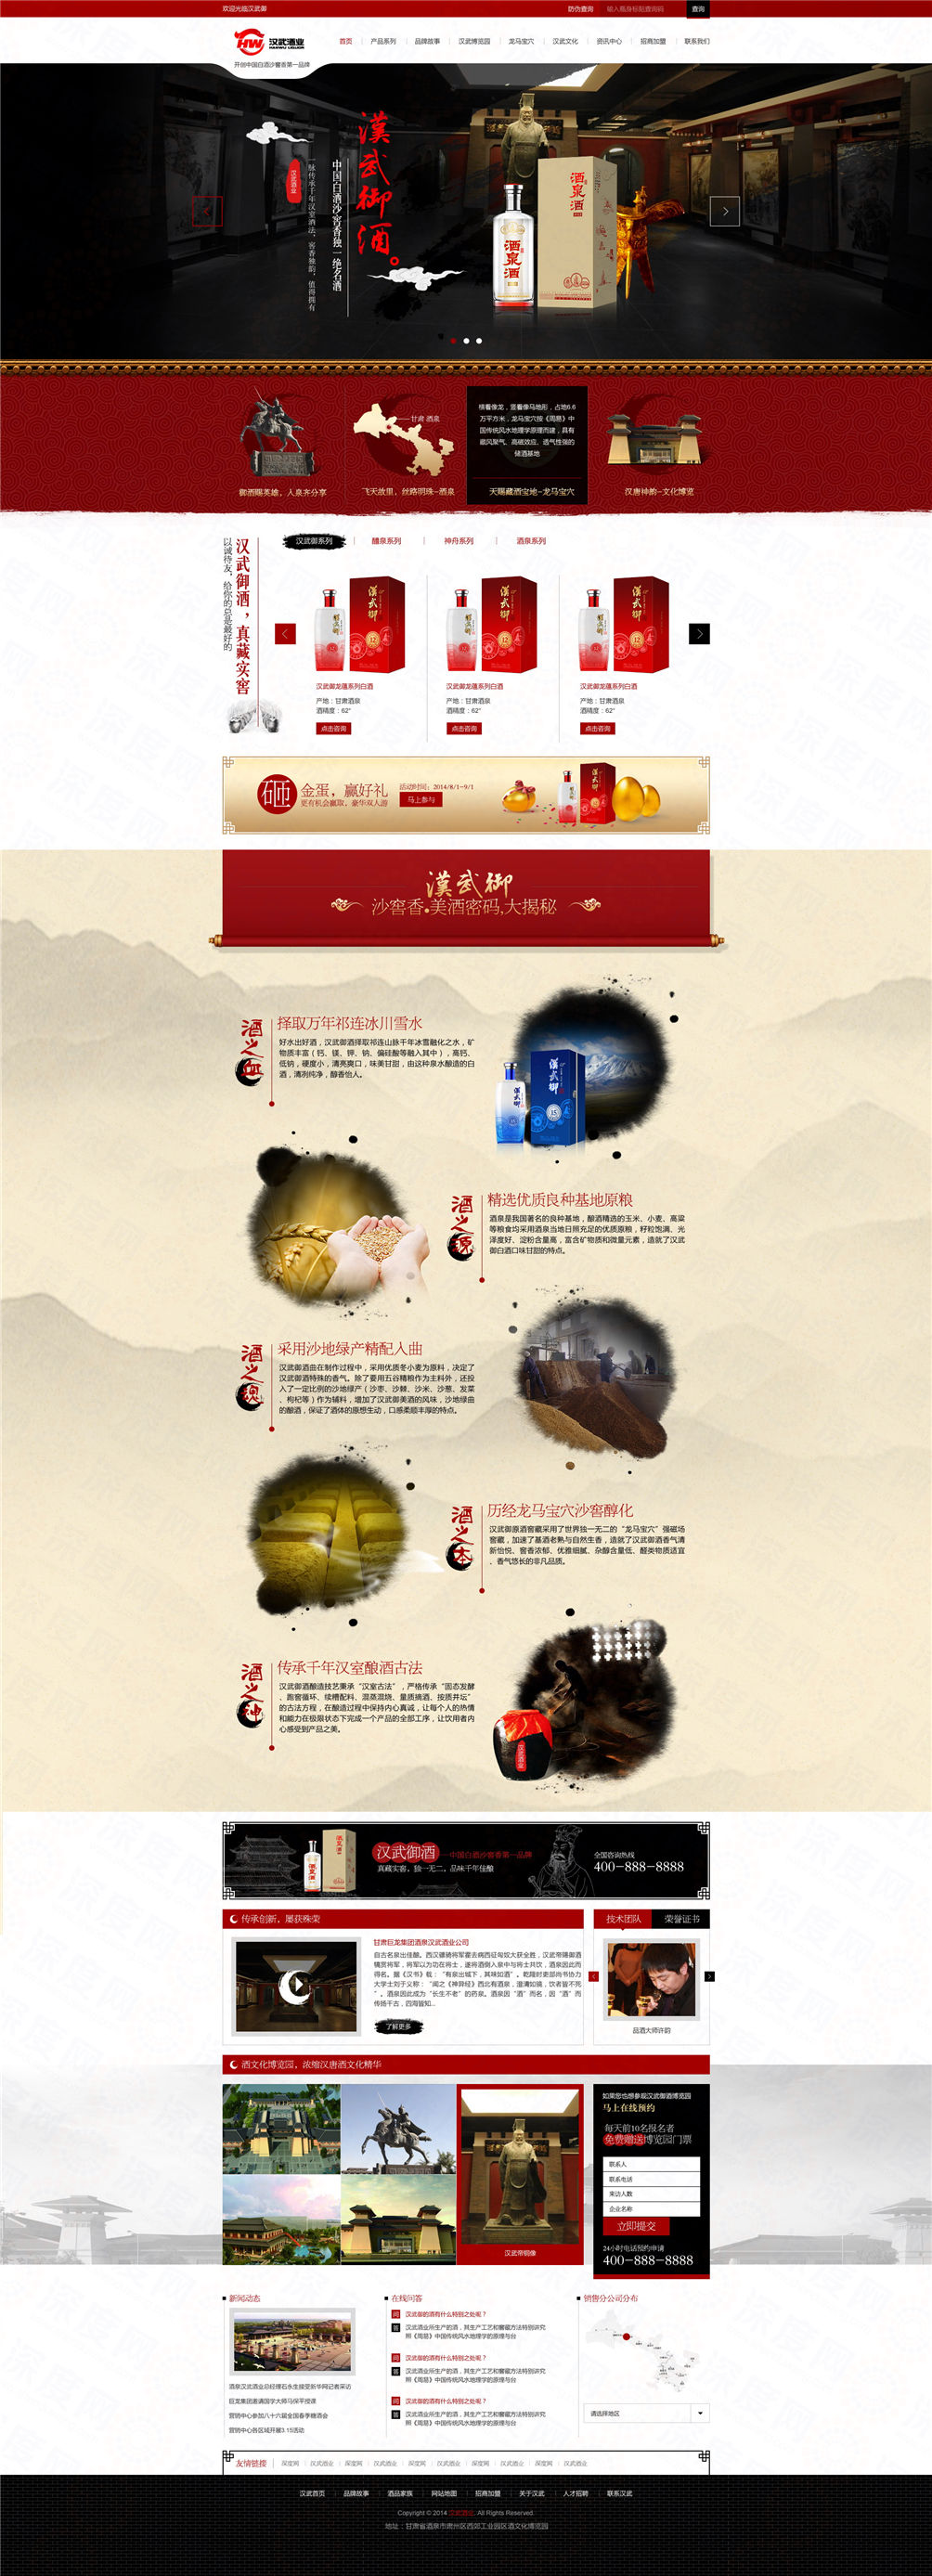 欢迎光临汉武御
防伪查询
输入瓶身标配查询码
查询
HW 汉武酒业
HANWU LIQUOR
开创中国白酒沙窖香第一品牌
首页
产品系列
品牌故事
汉武博览园
龙马宝穴
汉武文化
资讯中心
招商加盟
联系我们
漢武御酒。
中国白酒沙窖香独一绝名酒
一脉传承千年汉室酒法，窖香独韵，值得拥有
汉武酒业
酒泉酒
酒泉酒
御酒赐英雄，人泉齐分享
甘肃·酒泉
飞天故里，丝路明珠-酒泉
横看像龙，竖看像马地形，占地6.6
万平方米，龙马宝穴按《周易》中
国传统风水地理学原理而建，具有
藏风聚气、高磁效应、透气性强的
储酒基地
天赐藏酒宝地-龙马宝穴
汉唐神韵-文化博览
汉武御酒，真藏实窖
以诚待友，给你的总是最好的
汉武御系列
醴泉系列
神舟系列
酒泉系列
汉武御龙蕴系列白酒
产地：甘肃酒泉
酒精度：62°
点击咨询
汉武御龙蕴系列白酒
产地：甘肃酒泉
酒精度：62°
点击咨询
汉武御龙蕴系列白酒
产地：甘肃酒泉
酒精度：62°
点击咨询
砸 金蛋，赢好礼
更有机会赢取，豪华双人游
活动时间：2014/8/1-9/1
马上参与
漢武御
沙窖香·美酒密码,大揭秘
酒之血
择取万年祁连冰川雪水
好水出好酒，汉武御酒择取祁连山脉千年冰雪融化之水，矿
物质丰富（钙、镁、钾、钠、偏硅酸等融入其中），高钙、
低钠，硬度小，清亮爽口，味美甘甜，由这种泉水酿造的白
酒，清冽纯净，醇香怡人。
漢武御
酒之源
精选优质良种基地原粮
酒泉是我国著名的良种基地，酿酒精选的玉米、小麦、高粱
等粮食均采用酒泉当地日照充足的优质原粮，籽粒饱满、光
泽度好、淀粉含量高，富含矿物质和微量元素，造就了汉武
御白酒口味甘甜的特点。
酒之魂
采用沙地绿产精配入曲
汉武御酒曲在制作过程中，采用优质冬小麦为原料，决定了
汉武御酒特殊的香气。除了要用五谷精粮作为主料外，还投
入了一定比例的沙地绿产（沙枣、沙棘、沙米、沙葱、发菜
、枸杞等）作为辅料，增加了汉武御美酒的风味，沙地绿曲
的酿酒，保证了酒体的原想生动，口感柔顺丰厚的特点。
酒之本
历经龙马宝穴沙窖醇化
汉武御原酒窖藏采用了世界独一无二的“龙马宝穴”强磁场
窖藏，加速了基酒老熟与自然生香，造就了汉武御酒香气清
新怡悦、窖香浓郁、优雅细腻、杂醇含量低、醛类物质适宜
、香气悠长的非凡品质。
酒之神
传承千年汉室酿酒古法
汉武御酒酿造技艺秉承“汉室古法”，严格传承“固态发酵
、跑窖循环、续糟配料、混蒸混烧、量质摘酒、按质并坛”
的古法方程，在酿造过程中保持内心真诚，让每个人的热情
和能力在极限状态下完成一个产品的全部工序，让饮用者内
心感受到产品之美。
汉武御酒 中国白酒沙窖香第一品牌
真藏实窖，独一无二，品味千年佳酿
全国咨询热线
400-888-8888
传承创新，屡获殊荣
甘肃巨龙集团酒泉汉武酒业公司
自古名泉出佳酿。西汉骠骑将军霍去病西征匈奴大获全胜，汉武帝赐御酒
犒赏将军，将军以为功在将士，遂将酒倒入泉中与将士共饮，酒泉因此而
得名。据《汉书》载：“有泉出城下，其味如酒”。乾隆时吏部尚书协力
大学士刘于义称：“闻之《神异经》西北有酒泉，澄清如镜，饮者皆不死
”。酒泉因此成为“长生不老”的药泉。酒泉因“酒”而名，因“酒”而
传扬千古，四海皆知...
了解更多
技术团队
荣誉证书
品酒大师许韵
酒文化博览园，浓缩汉唐酒文化精华
汉武帝铜像
如果您也想参观汉武御酒博览园
马上在线预约
每天前10名报名者
免费赠送博览园门票
联系人
联系电话
来访人数
企业名称
立即提交
24小时电话预约申请
400-888-8888
新闻动态
酒泉汉武酒业总经理石永生接受新华网记者采访
巨龙集团邀请国学大师马保平授课
营销中心参加八十六届全国春季糖酒会
营销中心各区域开展3.15活动
在线问答
问 汉武御的酒有什么特别之处呢？
答 汉武酒业所生产的酒，其生产工艺和窖藏方法特别讲究
照《周易》中国传统风水地理学的原理与台
问 汉武御的酒有什么特别之处呢？
答 汉武酒业所生产的酒，其生产工艺和窖藏方法特别讲究
照《周易》中国传统风水地理学的原理与台
问 汉武御的酒有什么特别之处呢？
答 汉武酒业所生产的酒，其生产工艺和窖藏方法特别讲究
照《周易》中国传统风水地理学的原理与台
销售分公司分布
请选择地区
友情链接
深度网
汉武酒业
深度网
汉武酒业
深度网
汉武酒业
深度网
汉武酒业
深度网
汉武酒业
汉武首页
品牌故事
酒品家族
网站地图
招商加盟
关于汉武
人才招聘
联系汉武
Copyright © 2014 汉武酒业. All Rights Reserved.
地址：甘肃省酒泉市肃州区西郊工业园区酒文化博览园